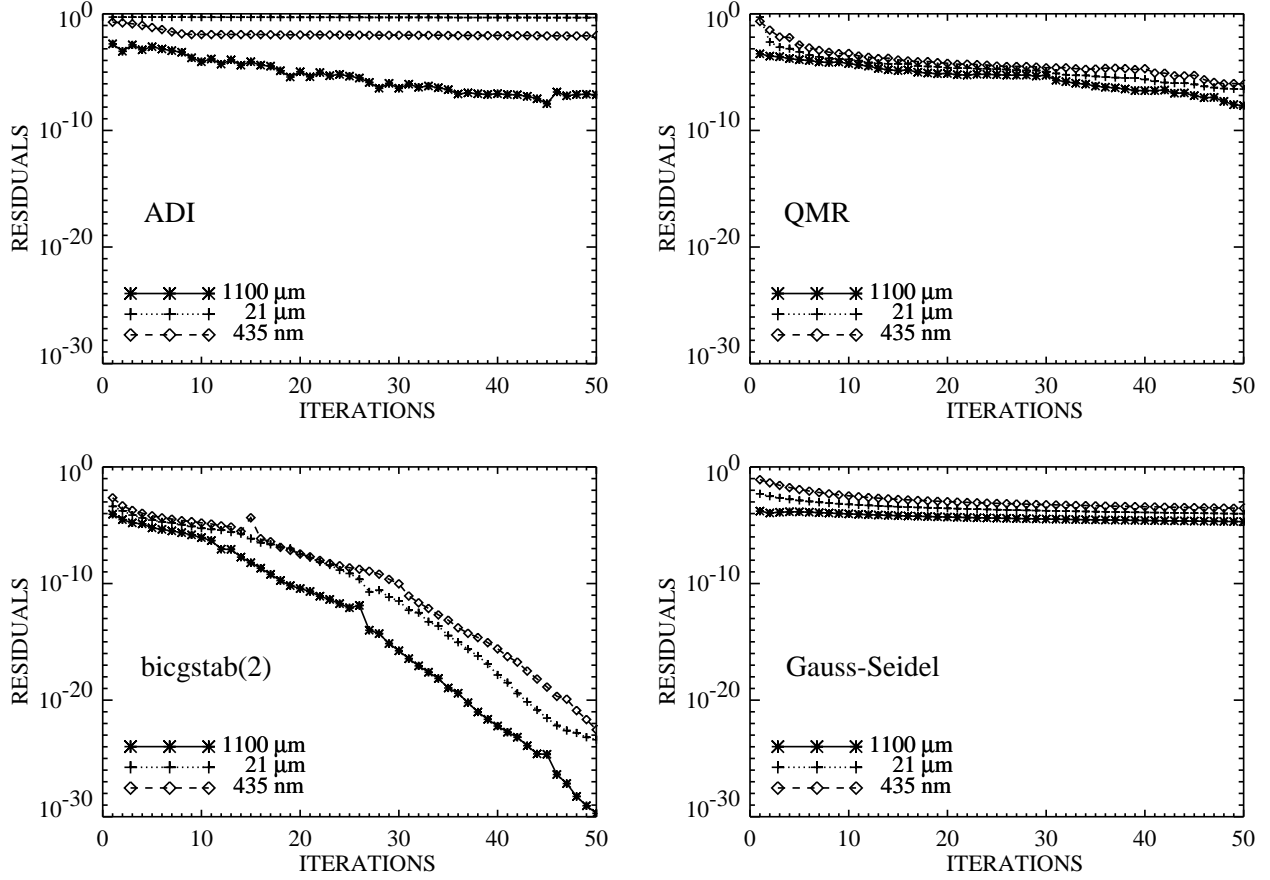 10^0
10^-10
10^-20
10^-30
RESIDUALS
ADI
1100 µm
21 µm
435 nm
0 10 20 30 40 50
ITERATIONS
10^0
10^-10
10^-20
10^-30
RESIDUALS
QMR
1100 µm
21 µm
435 nm
0 10 20 30 40 50
ITERATIONS
10^0
10^-10
10^-20
10^-30
RESIDUALS
bicgstab(2)
1100 µm
21 µm
435 nm
0 10 20 30 40 50
ITERATIONS
10^0
10^-10
10^-20
10^-30
RESIDUALS
Gauss-Seidel
1100 µm
21 µm
435 nm
0 10 20 30 40 50
ITERATIONS